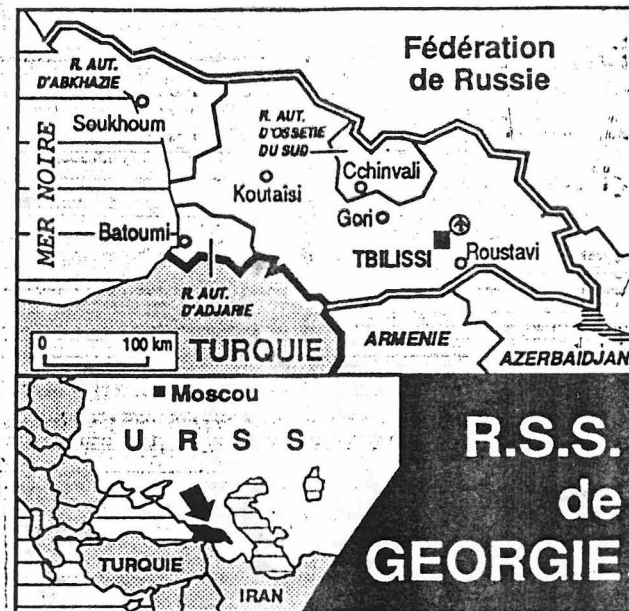 Fédération
de Russie
R. AUT.
D'ABKHAZIE
Soukhoum
R. AUT.
D'OSSETIE
DU SUD
Cchinvali
Koutaïsi
Gori
MER NOIRE
Batoumi
TBILISSI
Roustavi
R. AUT.
D'ADJARIE
0 100 km
TURQUIE
ARMENIE
AZERBAIDJAN
Moscou
U R S S
TURQUIE
IRAN
R.S.S.
de
GEORGIE